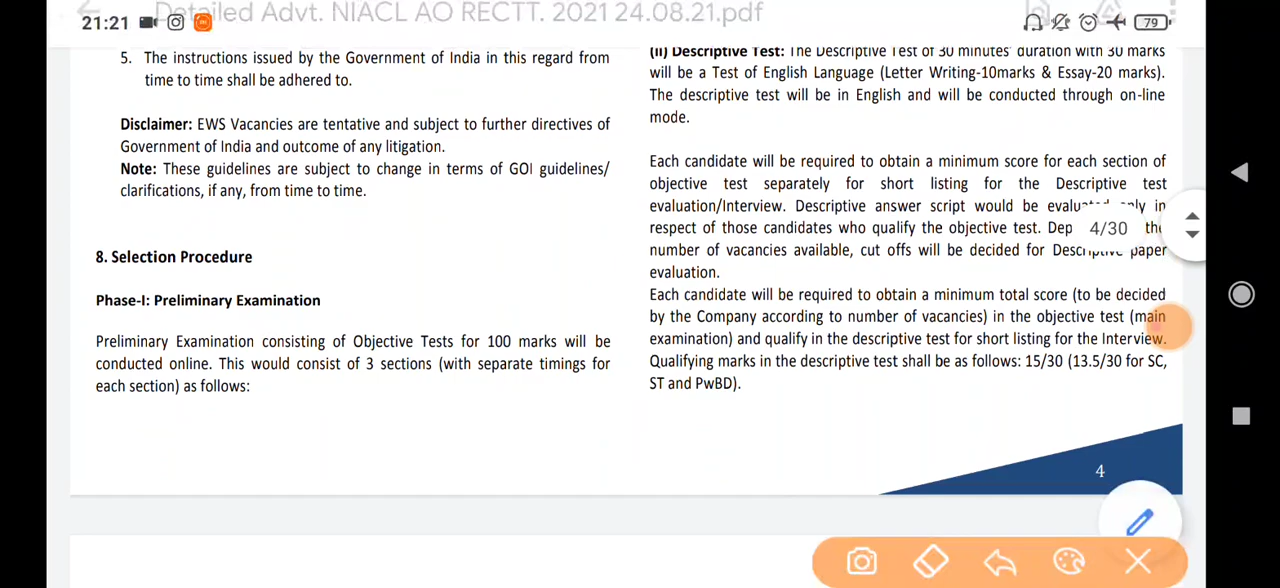 21:21
Detailed Advt. NIACL AO RECTT. 2021 24.08.21.pdf
79
5. The instructions issued by the Government of India in this regard from
time to time shall be adhered to.
Disclaimer: EWS Vacancies are tentative and subject to further directives of
Government of India and outcome of any litigation.
Note: These guidelines are subject to change in terms of GOI guidelines/
clarifications, if any, from time to time.
8. Selection Procedure
Phase-I: Preliminary Examination
Preliminary Examination consisting of Objective Tests for 100 marks will be
conducted online. This would consist of 3 sections (with separate timings for
each section) as follows:
(II) Descriptive Test: The Descriptive Test of 30 minutes' duration with 30 marks
will be a Test of English Language (Letter Writing-10marks & Essay-20 marks).
The descriptive test will be in English and will be conducted through on-line
mode.
Each candidate will be required to obtain a minimum score for each section of
objective test separately for short listing for the Descriptive test
evaluation/Interview. Descriptive answer script would be evaluated only in
respect of those candidates who qualify the objective test. Dep the
number of vacancies available, cut offs will be decided for Descriptive paper
evaluation.
Each candidate will be required to obtain a minimum total score (to be decided
by the Company according to number of vacancies) in the objective test (main
examination) and qualify in the descriptive test for short listing for the Interview.
Qualifying marks in the descriptive test shall be as follows: 15/30 (13.5/30 for SC,
ST and PwBD).
4/30
4